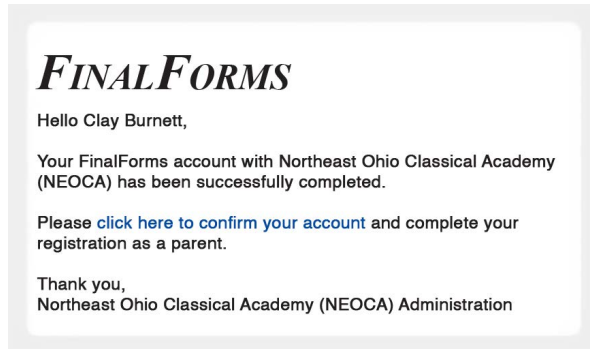 FINALFORMS
Hello Clay Burnett,
Your FinalForms account with Northeast Ohio Classical Academy
(NEOCA) has been successfully completed.
Please click here to confirm your account and complete your
registration as a parent.
Thank you,
Northeast Ohio Classical Academy (NEOCA) Administration